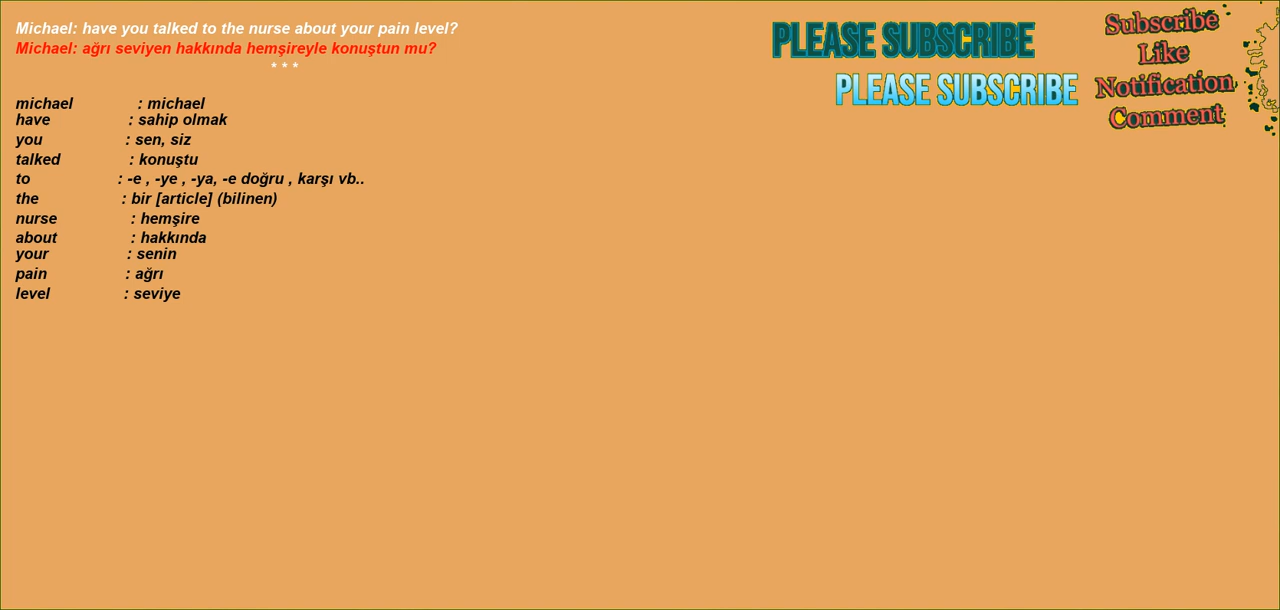 Michael: have you talked to the nurse about your pain level?
Michael: ağrı seviyen hakkında hemşireyle konuştun mu?
* * *
michael : michael
have : sahip olmak
you : sen, siz
talked : konuştu
to : -e , -ye , -ya, -e doğru , karşı vb..
the : bir [article] (bilinen)
nurse : hemşire
about : hakkında
your : senin
pain : ağrı
level : seviye
PLEASE SUBSCRIBE
PLEASE SUBSCRIBE
Subscribe
Like
Notification
Comment